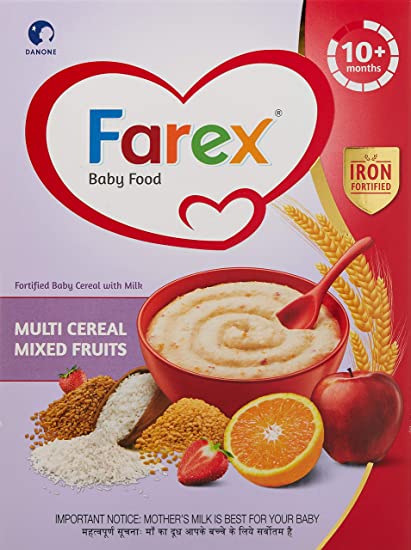 DANONE
10+
months
Farex®
Baby Food
IRON
FORTIFIED
Fortified Baby Cereal with Milk
MULTI CEREAL
MIXED FRUITS
IMPORTANT NOTICE: MOTHER'S MILK IS BEST FOR YOUR BABY
महत्वपूर्ण सूचनाः माँ का दूध आपके बच्चे के लिये सर्वोतम है